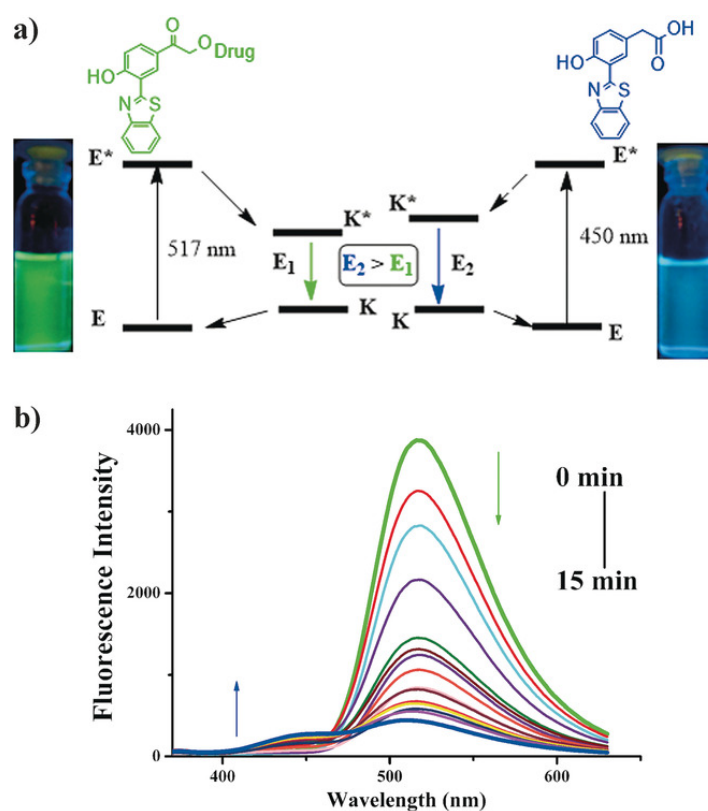 a)
O
O
Drug
HO
N
S
OH
O
HO
N
S
E*
E*
K*
K*
517 nm
E1
E2 > E1
E2
450 nm
E
K
K
E
b)
4000
2000
0
Fluorescence Intensity
0 min
15 min
400
500
600
Wavelength (nm)